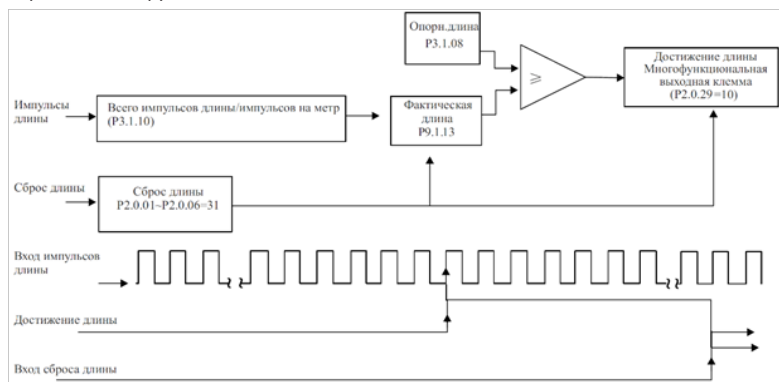 Опорн.длина
P3.1.08
Достижение длины
Многофункциональная
выходная клемма
(P2.0.29=10)
≥
Импульсы
длины
Всего импульсов длины/импульсов на метр
(P3.1.10)
Фактическая
длина
P9.1.13
Сброс длины
Сброс длины
P2.0.01~P2.0.06=31
Вход импульсов
длины
Достижение длины
Вход сброса длины